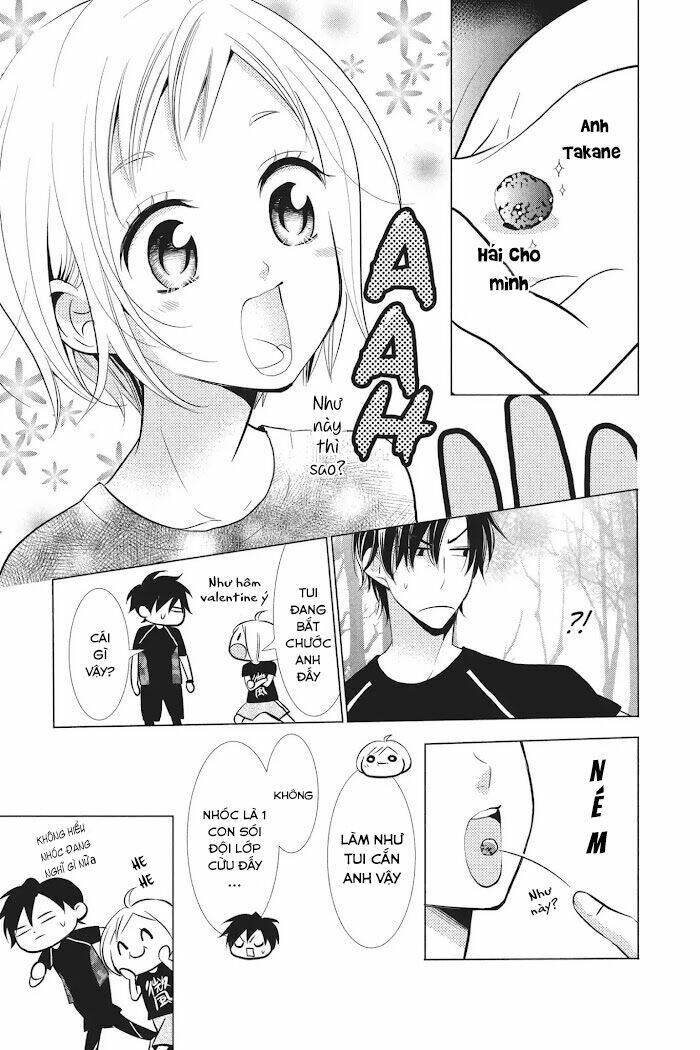 Anh
Takane
Hái Cho
mình
AAAH
Như
này
thì
sao?
?!
TUI
ĐANG
BẮT
CHƯỚC
ANH
ĐẤY
Như hôm
valentine ý
CÁI
GÌ
VẬY?
NÉM
Như
này?
LÀM NHƯ
TUI CẮN
ANH VẬY
KHÔNG
NHÓC LÀ 1
CON SÓI
ĐỘI LỚP
CỪU ĐẤY
...
HE
HE
KHÔNG HIỂU
NHÓC ĐANG
NGHĨ GÌ NỮA